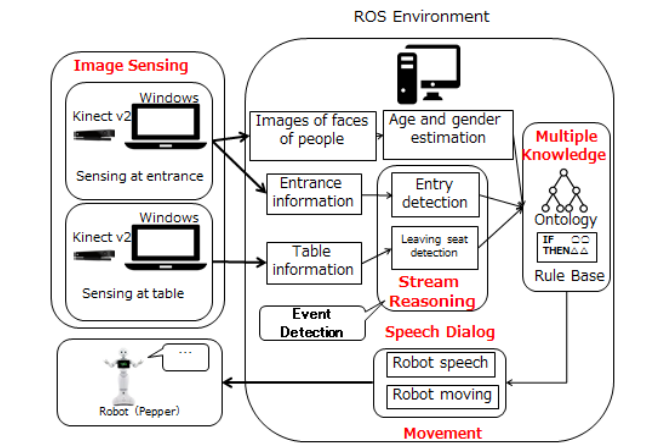 ROS Environment
Image Sensing
Windows
Kinect v2
Sensing at entrance
Windows
Kinect v2
Sensing at table
Images of faces
of people
Age and gender
estimation
Entrance
information
Entry
detection
Table
information
Leaving seat
detection
Stream
Reasoning
Event
Detection
Multiple
Knowledge
Ontology
IF □□
THEN△△
Rule Base
Speech Dialog
Robot speech
Robot moving
Movement
...
Robot (Pepper)